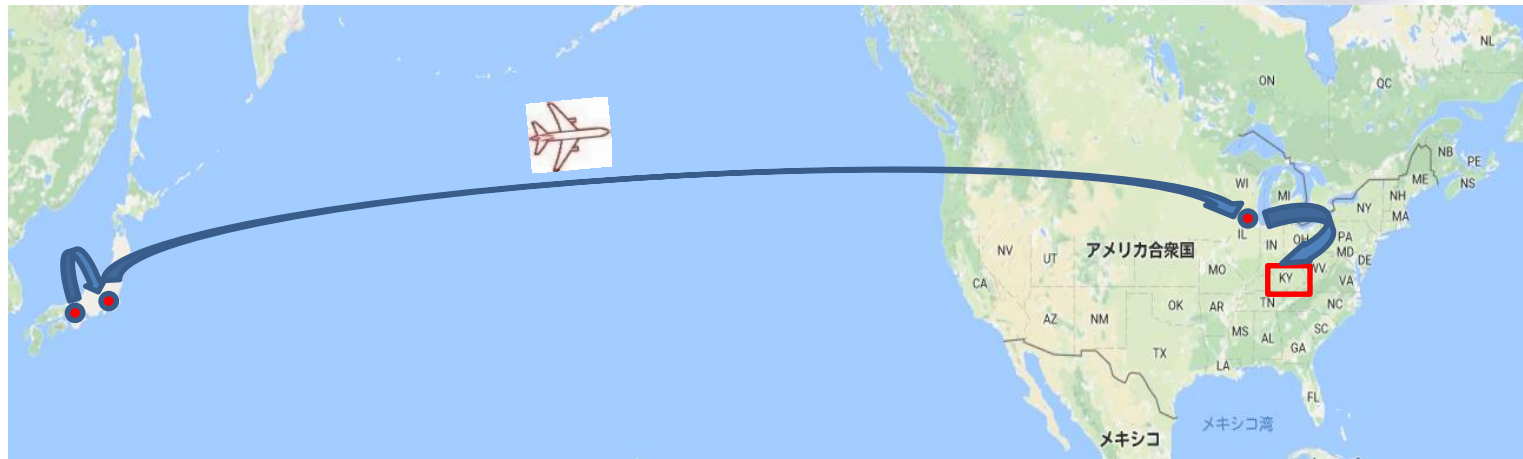 NL
ON
QC
NB
PE
WI
ME
NS
MI
NH
NY
MA
IL
IN
OH
PA
NV
アメリカ合衆国
MD
UT
DE
MO
WV
CA
KY
VA
OK
AR
TN
NC
AZ
NM
MS
AL
SC
GA
TX
LA
FL
メキシコ湾
メキシコ